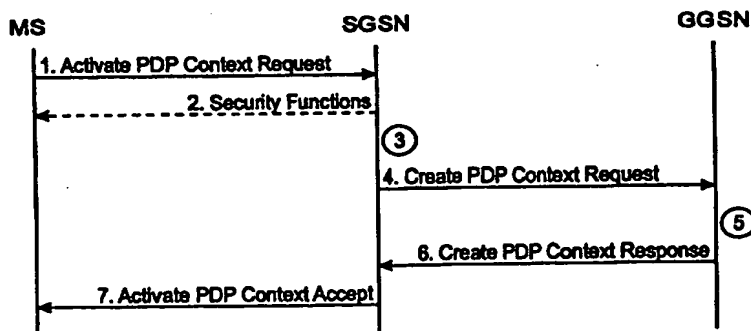 MS SGSN GGSN
1. Activate PDP Context Request
2. Security Functions
3
4. Create PDP Context Request
5
6. Create PDP Context Response
7. Activate PDP Context Accept